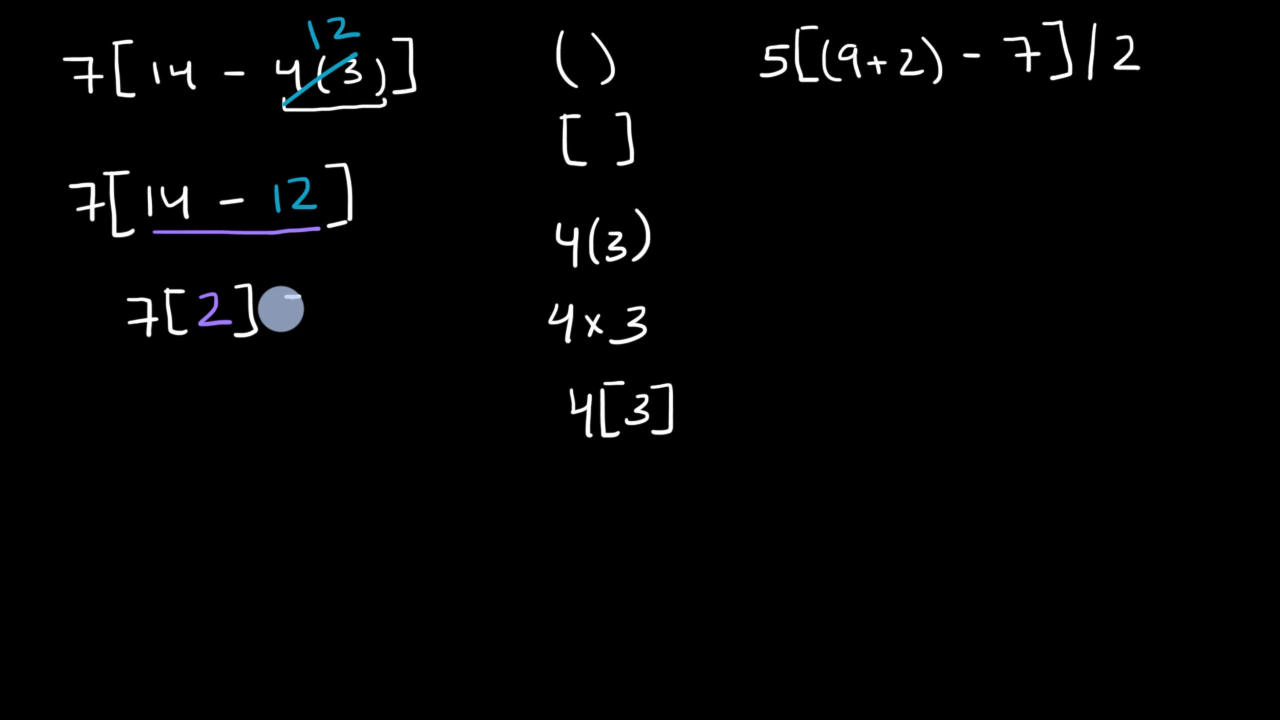 12
7[14 - 4(3)]
7[14 - 12]
7[2]
( )
[ ]
4(3)
4 x 3
4[3]
5[(9+2) - 7]/2